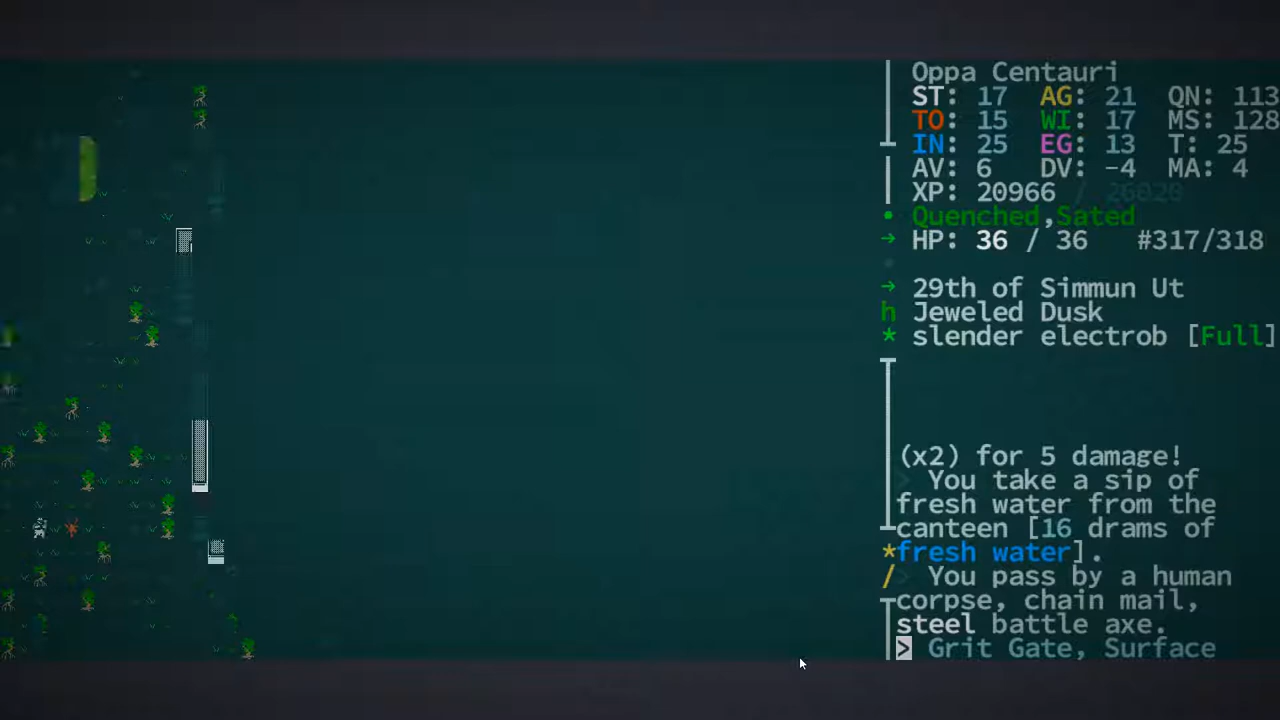 Oppa Centauri
ST: 17 AG: 21 QN: 113
TO: 15 WI: 17 MS: 128
IN: 25 EG: 13 T: 25
AV: 6 DV: -4 MA: 4
XP: 20966 / 26020
Quenched,Sated
HP: 36 / 36 #317/318
29th of Simmun Ut
h Jeweled Dusk
* slender electrob [Full]
(x2) for 5 damage!
You take a sip of
fresh water from the
canteen [16 drams of
*fresh water].
/ You pass by a human
corpse, chain mail,
steel battle axe.
> Grit Gate, Surface